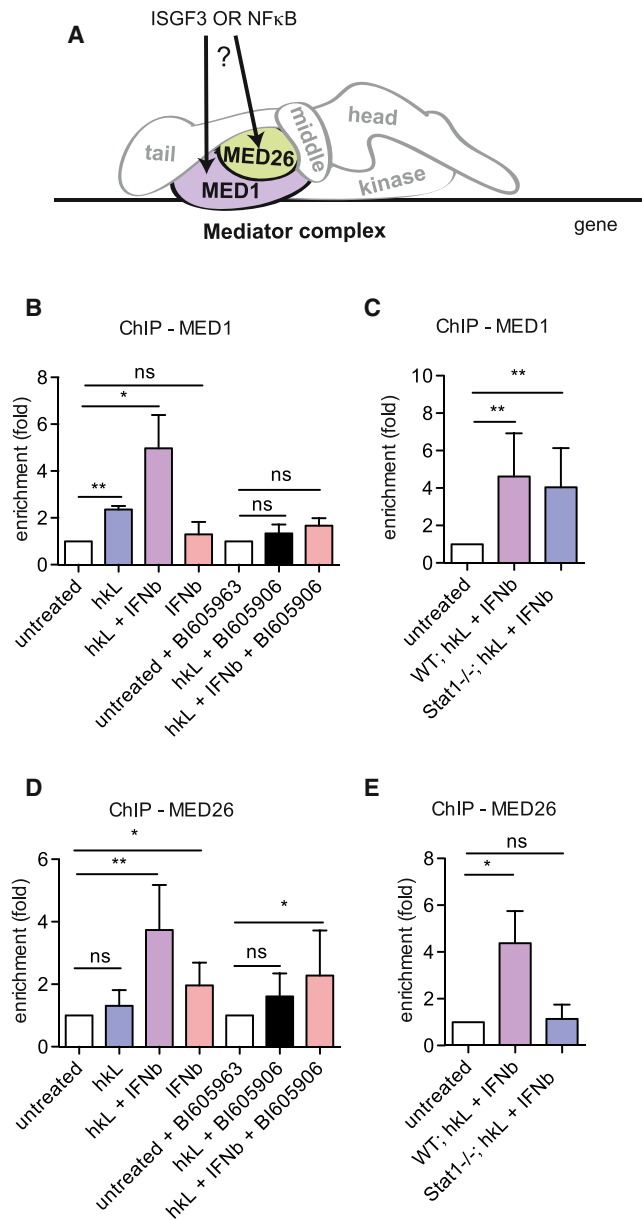 A
ISGF3 OR NFκB
?
tail
MED26
MED1
middle
head
kinase
Mediator complex
gene
B
ChIP - MED1
enrichment (fold)
8
6
4
2
0
ns
*
**
ns
ns
untreated
hkL
hkL + IFNb
IFNb
untreated + BI605963
hkL + BI605906
hkL + IFNb + BI605906
C
ChIP - MED1
enrichment (fold)
10
8
6
4
2
0
**
**
untreated
WT; hkL + IFNb
Stat1-/-; hkL + IFNb
D
ChIP - MED26
enrichment (fold)
6
4
2
0
*
**
ns
*
ns
untreated
hkL
hkL + IFNb
IFNb
untreated + BI605963
hkL + BI605906
hkL + IFNb + BI605906
E
ChIP - MED26
enrichment (fold)
8
6
4
2
0
ns
*
untreated
WT; hkL + IFNb
Stat1-/-; hkL + IFNb